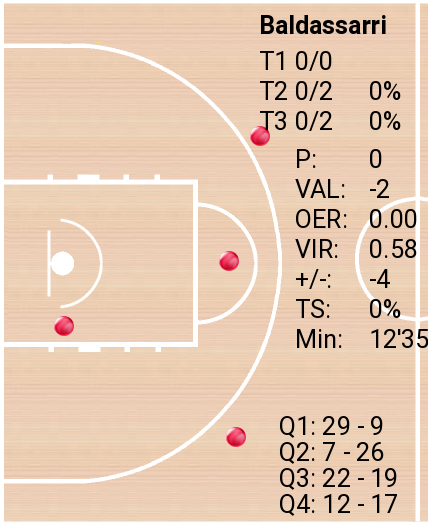 Baldassarri
T1 0/0
T2 0/2 0%
T3 0/2 0%
P: 0
VAL: -2
OER: 0.00
VIR: 0.58
+/-: -4
TS: 0%
Min: 12'35
Q1: 29 - 9
Q2: 7 - 26
Q3: 22 - 19
Q4: 12 - 17